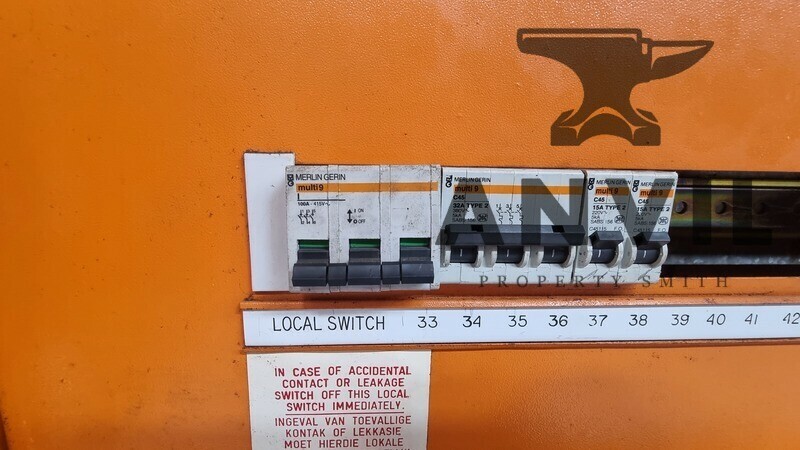 ANVIL
PROPERTY SMITH
MERLIN GERIN
multi 9
100A - 415V~
ON
OFF
MERLIN GERIN
multi 9
C45
32A TYPE 2
MERLIN GERIN
multi 9
C45
15A TYPE 2
220V~
MERLIN GERIN
multi 9
C45
15A TYPE 2
220V~
LOCAL SWITCH 33 34 35 36 37 38 39 40 41 42
IN CASE OF ACCIDENTAL
CONTACT OR LEAKAGE
SWITCH OFF THIS LOCAL
SWITCH IMMEDIATELY.
INGEVAL VAN TOEVALLIGE
KONTAK OF LEKKASIE
MOET HIERDIE LOKALE